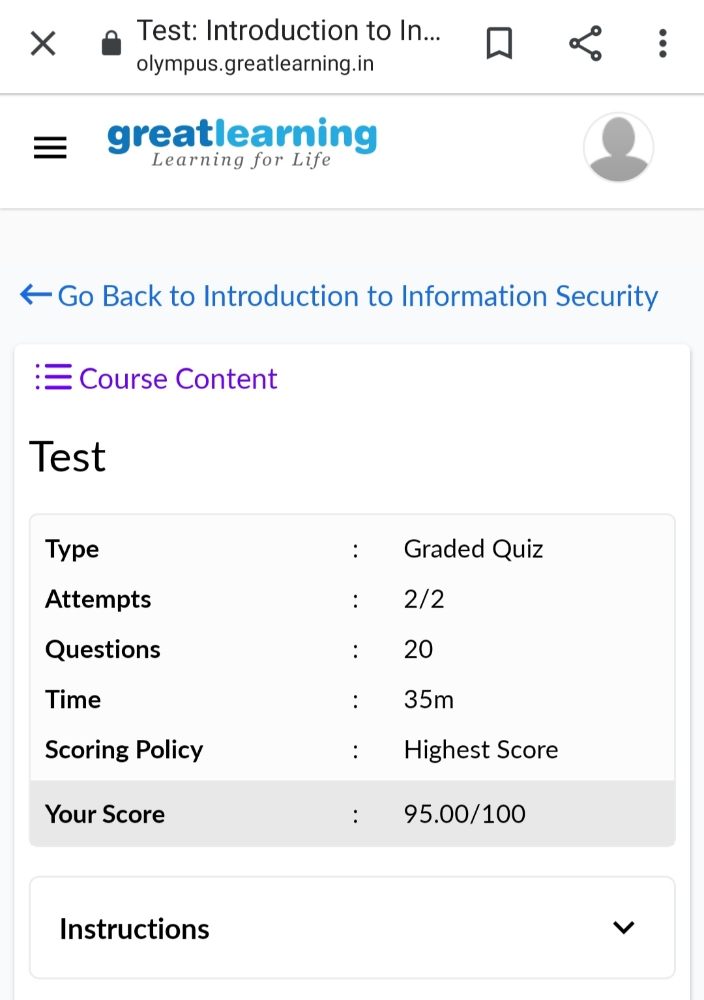 Test: Introduction to In...
olympus.greatlearning.in
greatlearning
Learning for Life
Go Back to Introduction to Information Security
Course Content
Test
Type : Graded Quiz
Attempts : 2/2
Questions : 20
Time : 35m
Scoring Policy : Highest Score
Your Score : 95.00/100
Instructions